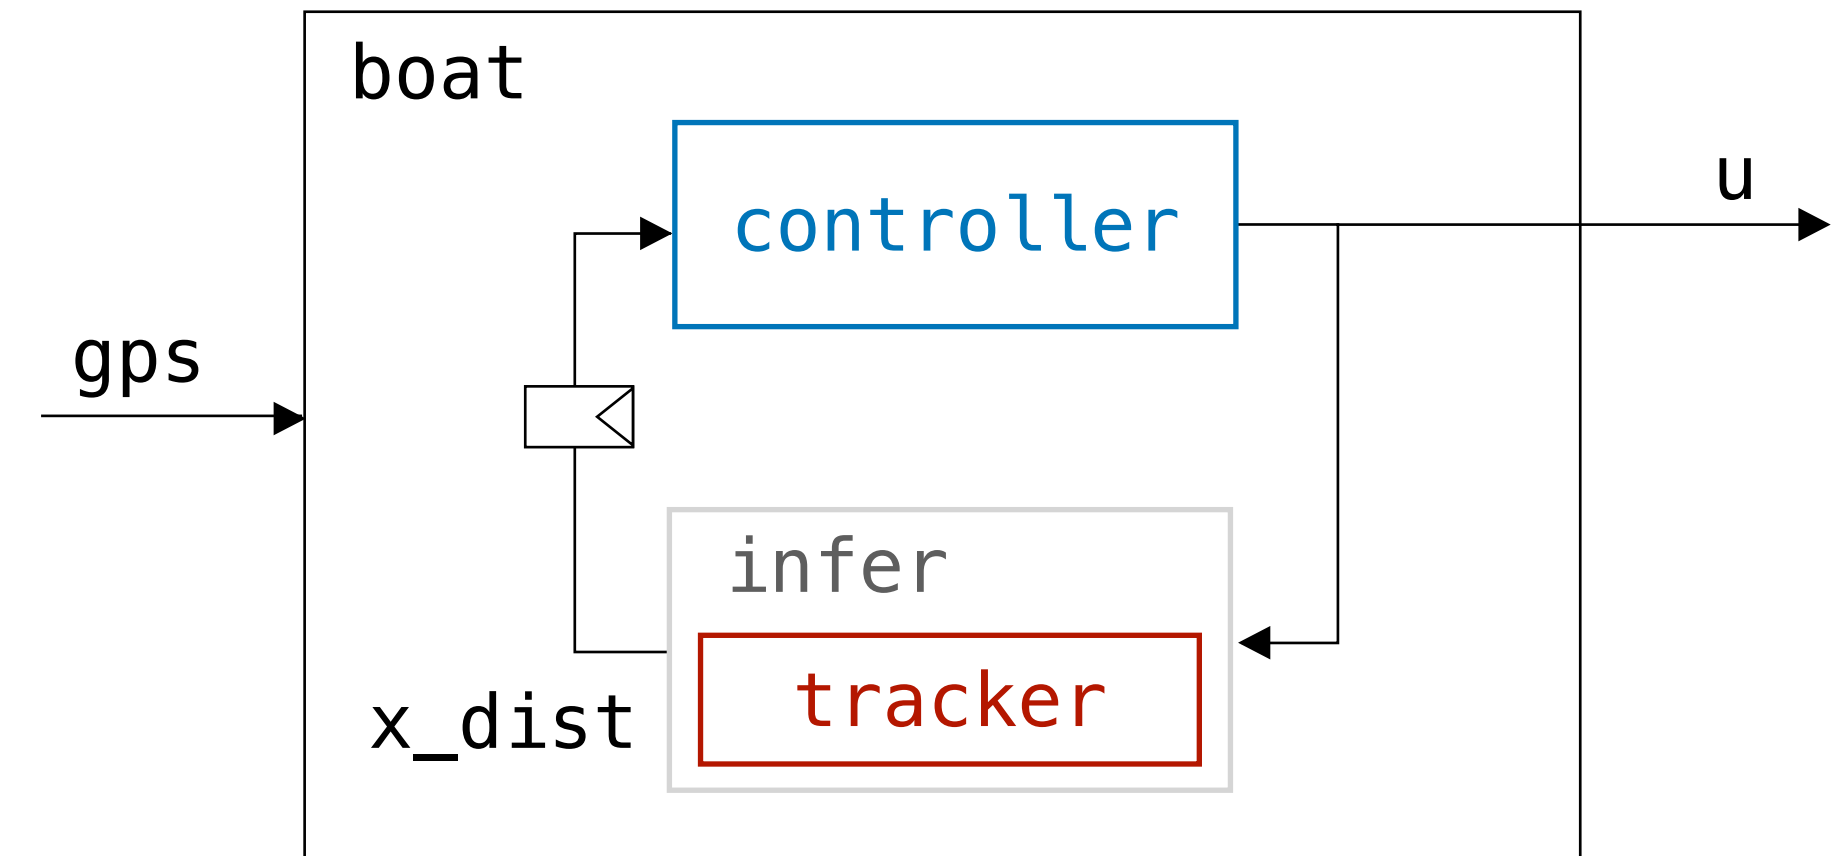 boat
controller
u
gps
infer
tracker
x_dist